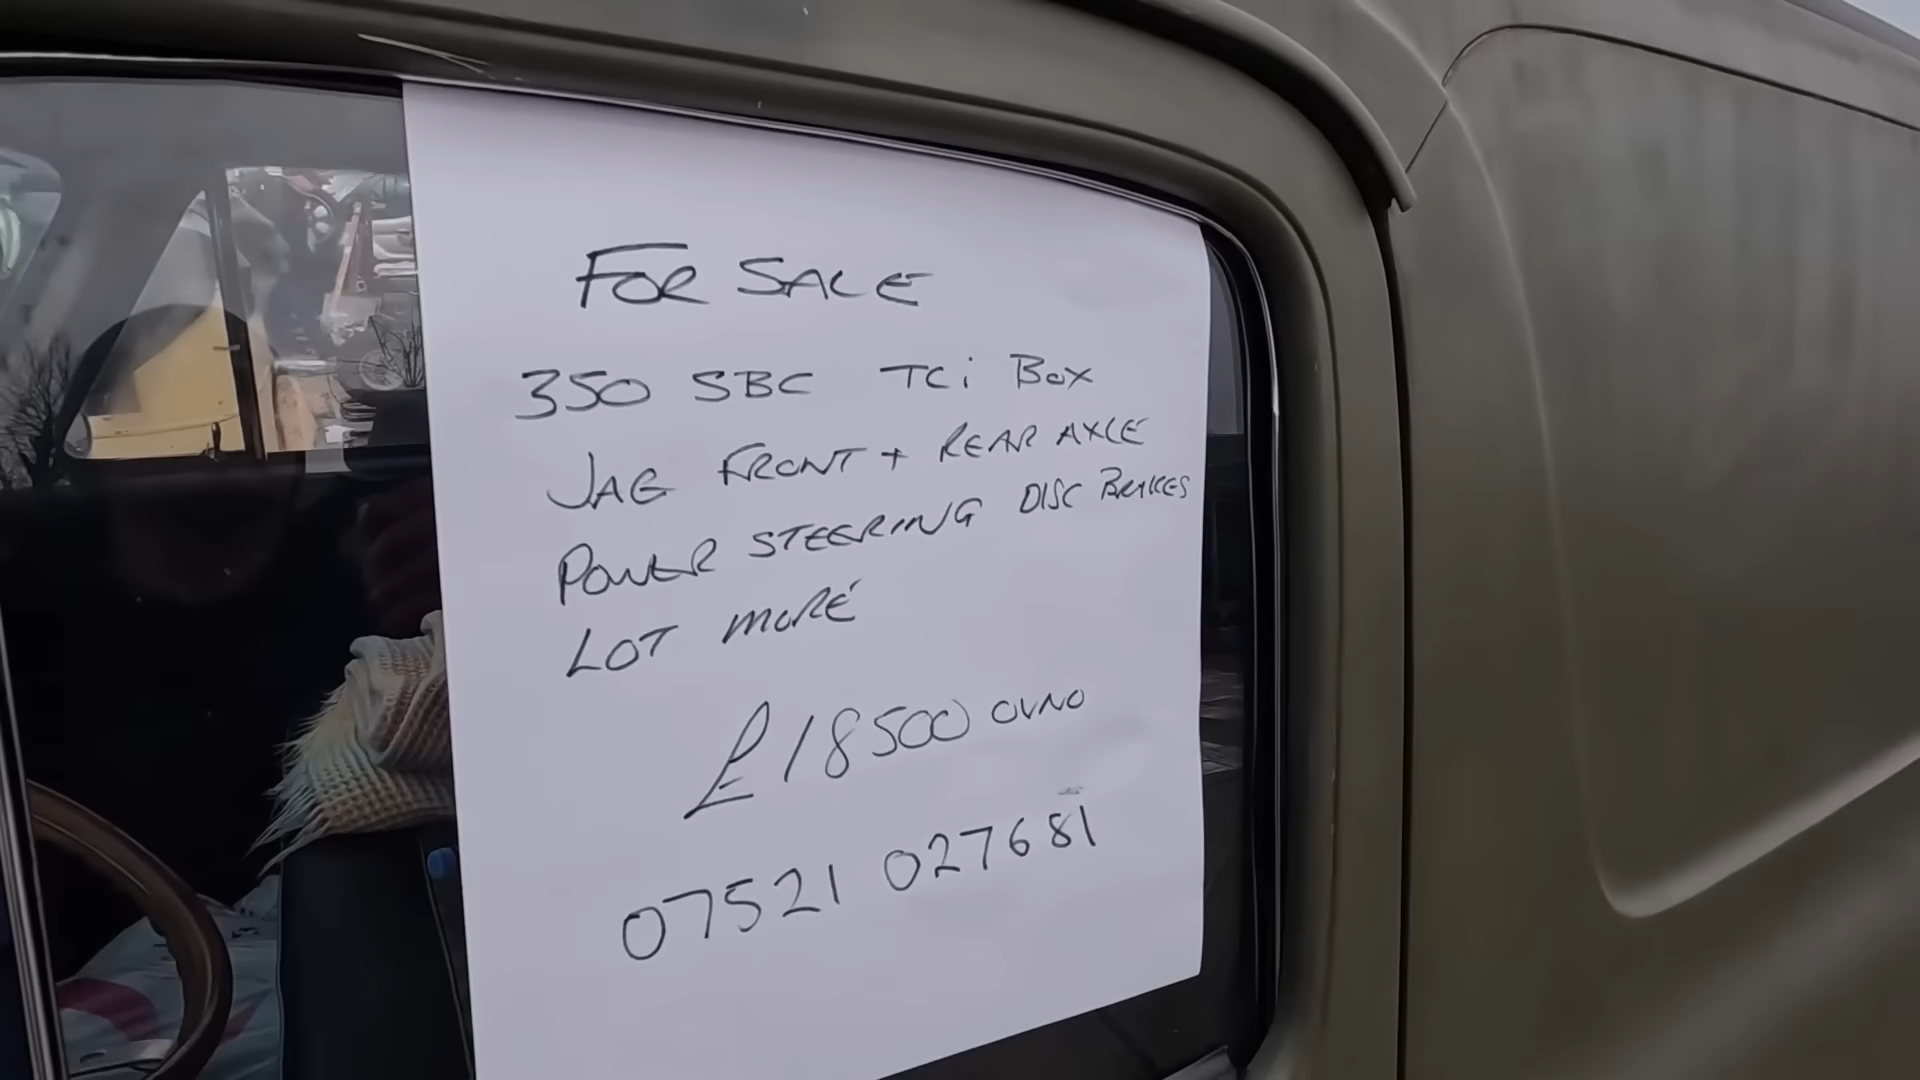 FOR SALE
350 SBC TCi Box
JAG FRONT + REAR AXLE
POWER STEERING DISC BRAKES
LOT MORE
£18500 OVNO
07521 027681